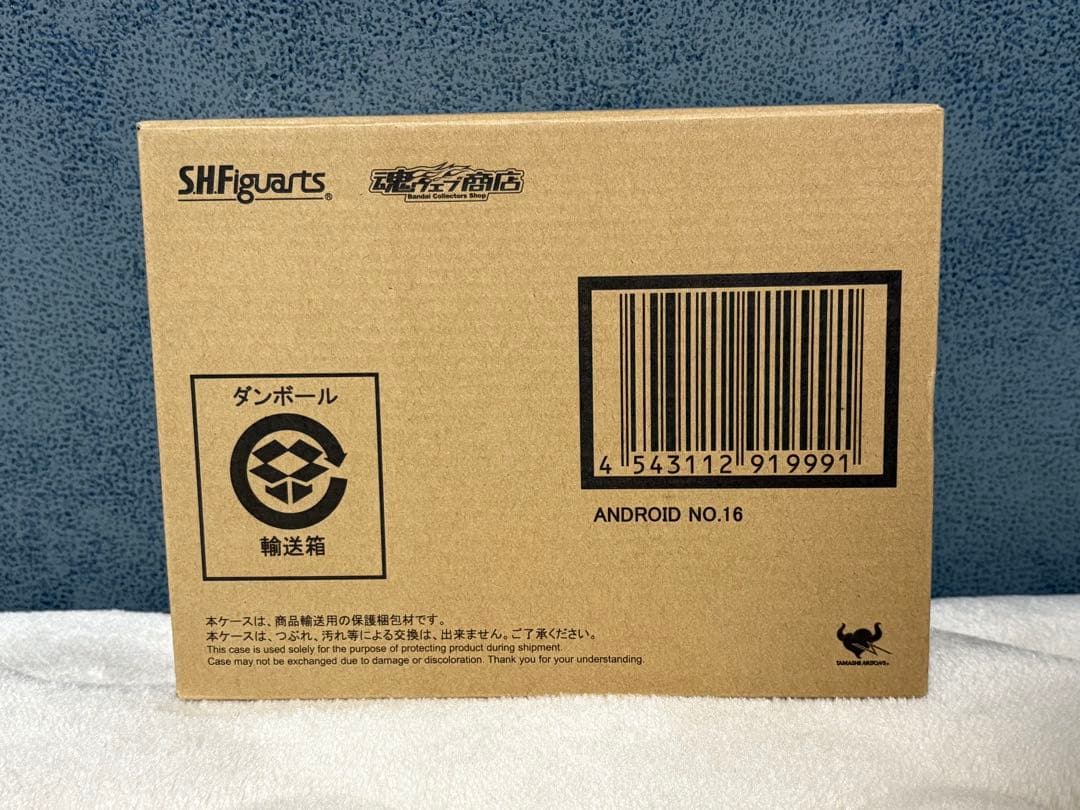 S.H.Figuarts®
魂ウェブ商店
Bandai Collectors Shop
4 543112 919991
ANDROID NO.16
ダンボール
輸送箱
本ケースは、商品輸送用の保護梱包材です。
本ケースは、つぶれ、汚れ等による交換は、出来ません。ご了承ください。
This case is used solely for the purpose of protecting product during shipment.
Case may not be exchanged due to damage or discoloration. Thank you for your understanding.
TAMASHII NATIONS®